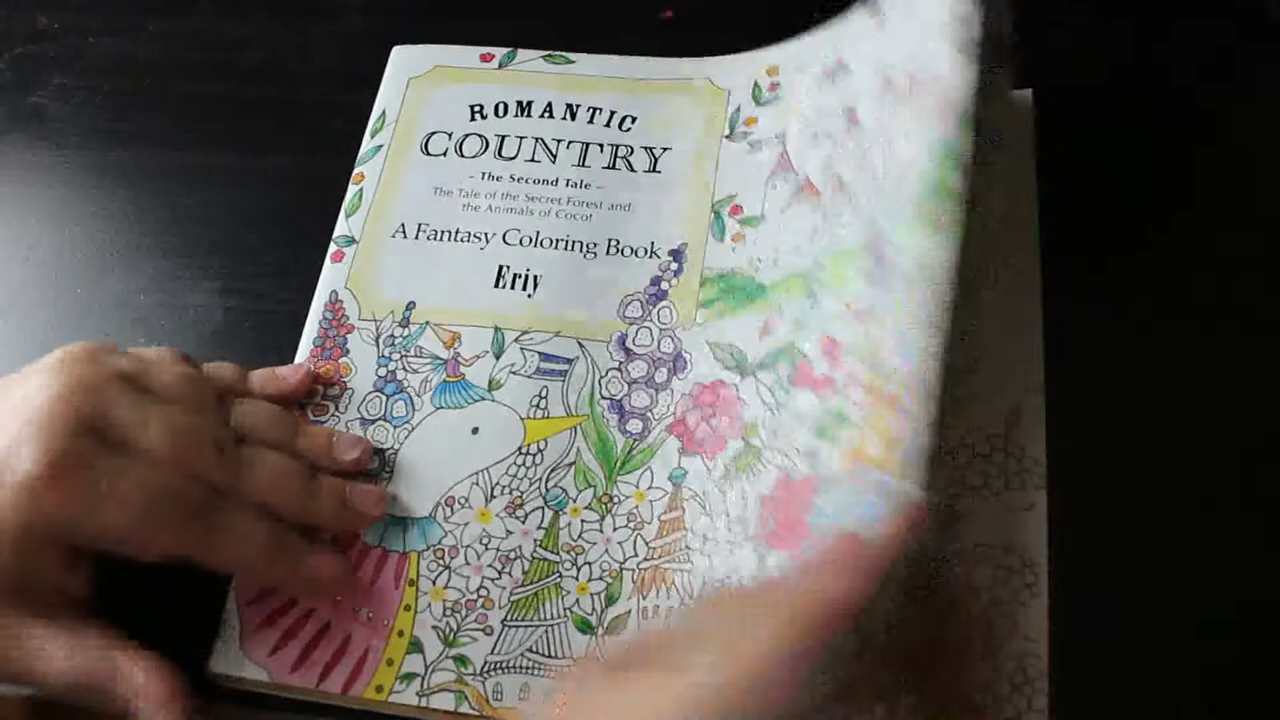 ROMANTIC
COUNTRY
- The Second Tale -
The Tale of the Secret Forest and
the Animals of Cocot
A Fantasy Coloring Book
Eriy